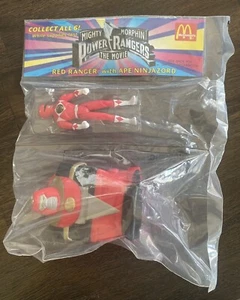 COLLECT ALL 6!
MIGHTY MORPHIN
POWER RANGERS
THE MOVIE
RED RANGER with APE NINJAZORD